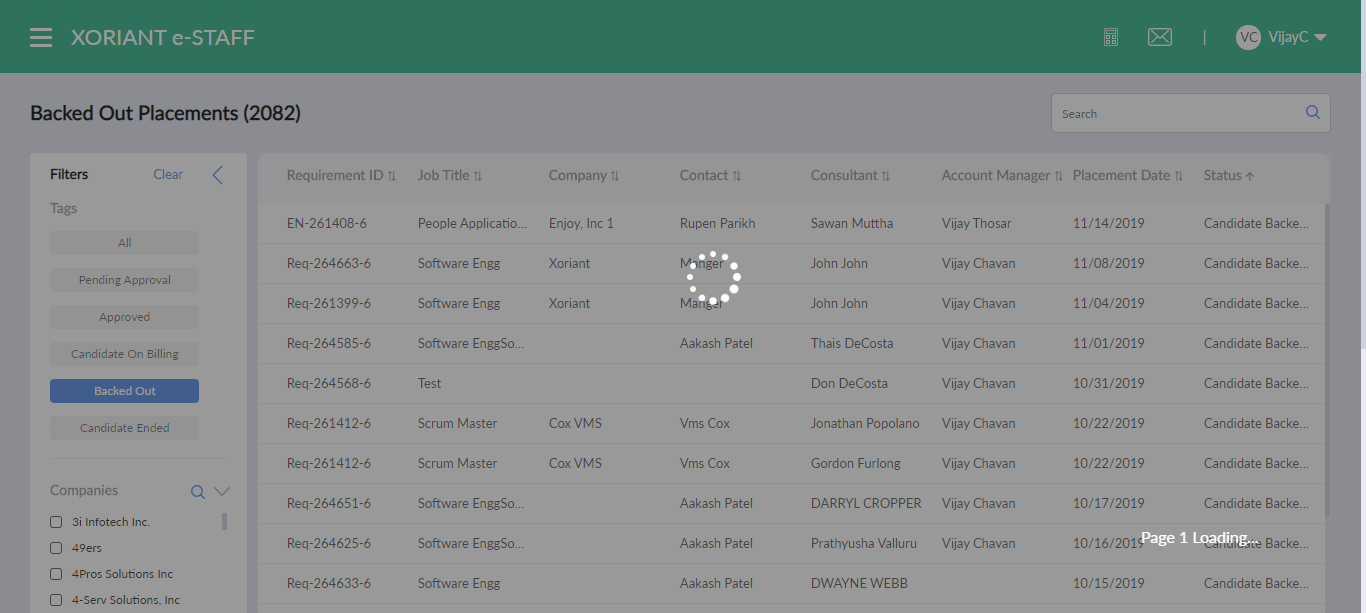 XORIANT e-STAFF
| VC VijayC
Backed Out Placements (2082)
Search
Filters Clear
Tags
All
Pending Approval
Approved
Candidate On Billing
Backed Out
Candidate Ended
Companies
3i Infotech Inc.
49ers
4Pros Solutions Inc
4-Serv Solutions, Inc
Requirement ID Job Title Company Contact Consultant Account Manager Placement Date Status
EN-261408-6 People Applicatio... Enjoy, Inc 1 Rupen Parikh Sawan Muttha Vijay Thosar 11/14/2019 Candidate Backe...
Req-264663-6 Software Engg Xoriant Manger John John Vijay Chavan 11/08/2019 Candidate Backe...
Req-261399-6 Software Engg Xoriant Manger John John Vijay Chavan 11/04/2019 Candidate Backe...
Req-264585-6 Software EnggSo... Aakash Patel Thais DeCosta Vijay Chavan 11/01/2019 Candidate Backe...
Req-264568-6 Test Don DeCosta Vijay Chavan 10/31/2019 Candidate Backe...
Req-261412-6 Scrum Master Cox VMS Vms Cox Jonathan Popolano Vijay Chavan 10/22/2019 Candidate Backe...
Req-261412-6 Scrum Master Cox VMS Vms Cox Gordon Furlong Vijay Chavan 10/22/2019 Candidate Backe...
Req-264651-6 Software EnggSo... Aakash Patel DARRYL CROPPER Vijay Chavan 10/17/2019 Candidate Backe...
Req-264625-6 Software EnggSo... Aakash Patel Prathyusha Valluru Vijay Chavan 10/16/2019 Candidate Backe...
Page 1 Loading...
Req-264633-6 Software Engg Aakash Patel DWAYNE WEBB 10/15/2019 Candidate Backe...